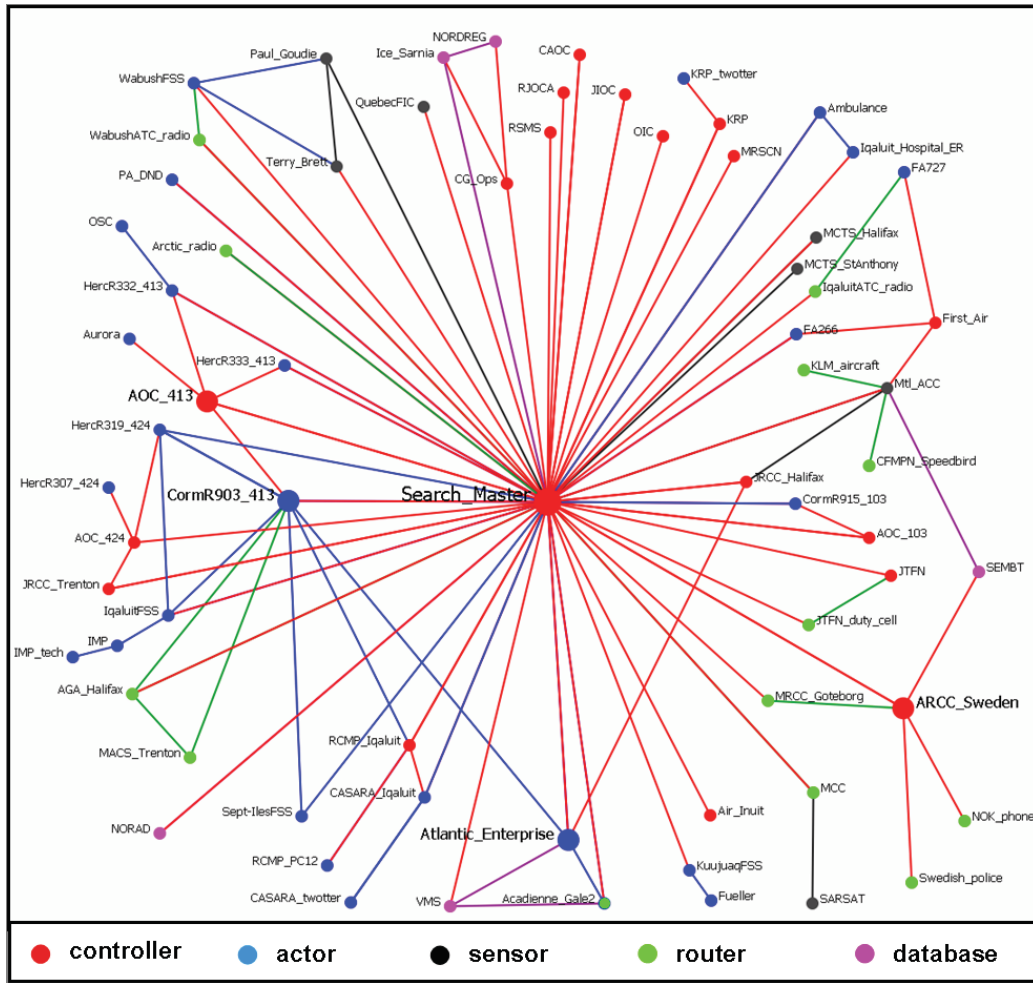 NORDREG
CAOC
Paul_Goudie
Ice_Sarnia
WabushFSS
RJOCA
JIOC
KRP_twotter
QuebecFIC
Ambulance
WabushATC_radio
RSMS
OIC
KRP
Terry_Brett
MRSCN
Iqaluit_Hospital_ER
PA_DND
CG_Ops
FA727
OSC
Arctic_radio
MCTS_Halifax
MCTS_StAnthony
HercR332_413
IqaluitATC_radio
Aurora
First_Air
FA266
HercR333_413
KLM_aircraft
AOC_413
Mtl_ACC
HercR319_424
CFMPN_Speedbird
HercR307_424
CormR903_413
Search_Master
JRCC_Halifax
CormR915_103
AOC_424
AOC_103
JRCC_Trenton
JTFN
SEMBT
IqaluitFSS
JTFN_duty_cell
IMP
IMP_tech
AGA_Halifax
MRCC_Goteborg
ARCC_Sweden
MACS_Trenton
RCMP_Iqaluit
Sept-IlesFSS
CASARA_Iqaluit
MCC
NORAD
Atlantic_Enterprise
Air_Inuit
NOK_phone
RCMP_PC12
KuujuaqFSS
Swedish_police
CASARA_twotter
VMS
Acadienne_Gale2
Fueller
SARSAT
controller
actor
sensor
router
database